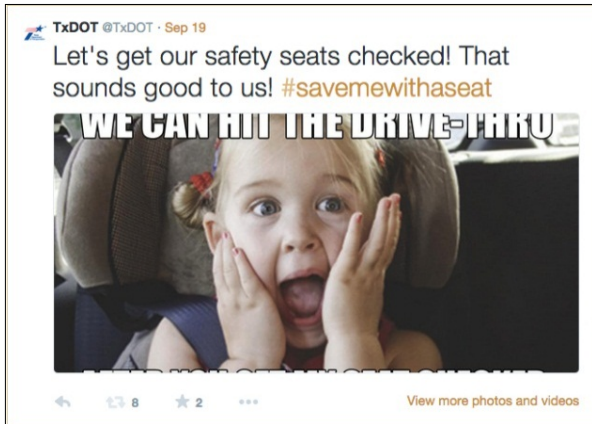 TxDOT @TxDOT · Sep 19
Let's get our safety seats checked! That
sounds good to us! #savemewithaseat
WE CAN HIT THE DRIVE-THRU
8 2
View more photos and videos